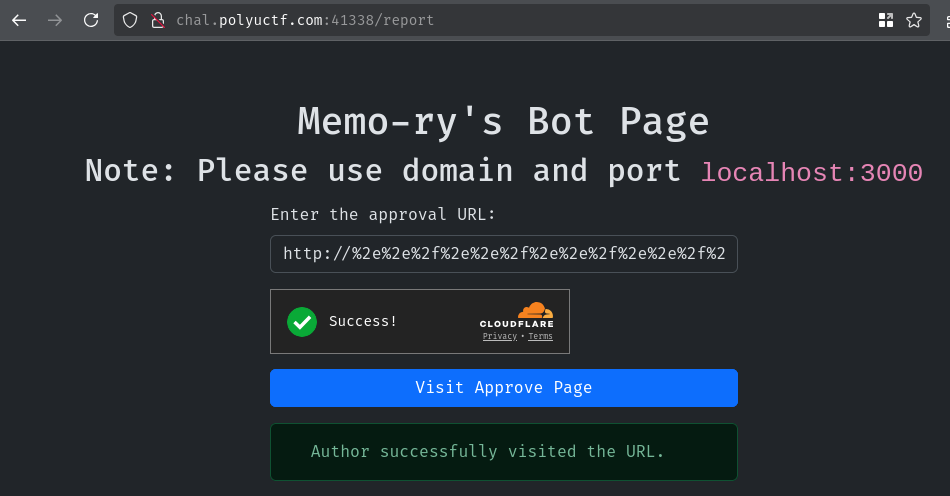 chal.polyuctf.com:41338/report
Memo-ry's Bot Page
Note: Please use domain and port localhost:3000
Enter the approval URL:
http://%2e%2e%2f%2e%2e%2f%2e%2e%2f%2e%2e%2f%2
Success!
CLOUDFLARE
Privacy • Terms
Visit Approve Page
Author successfully visited the URL.